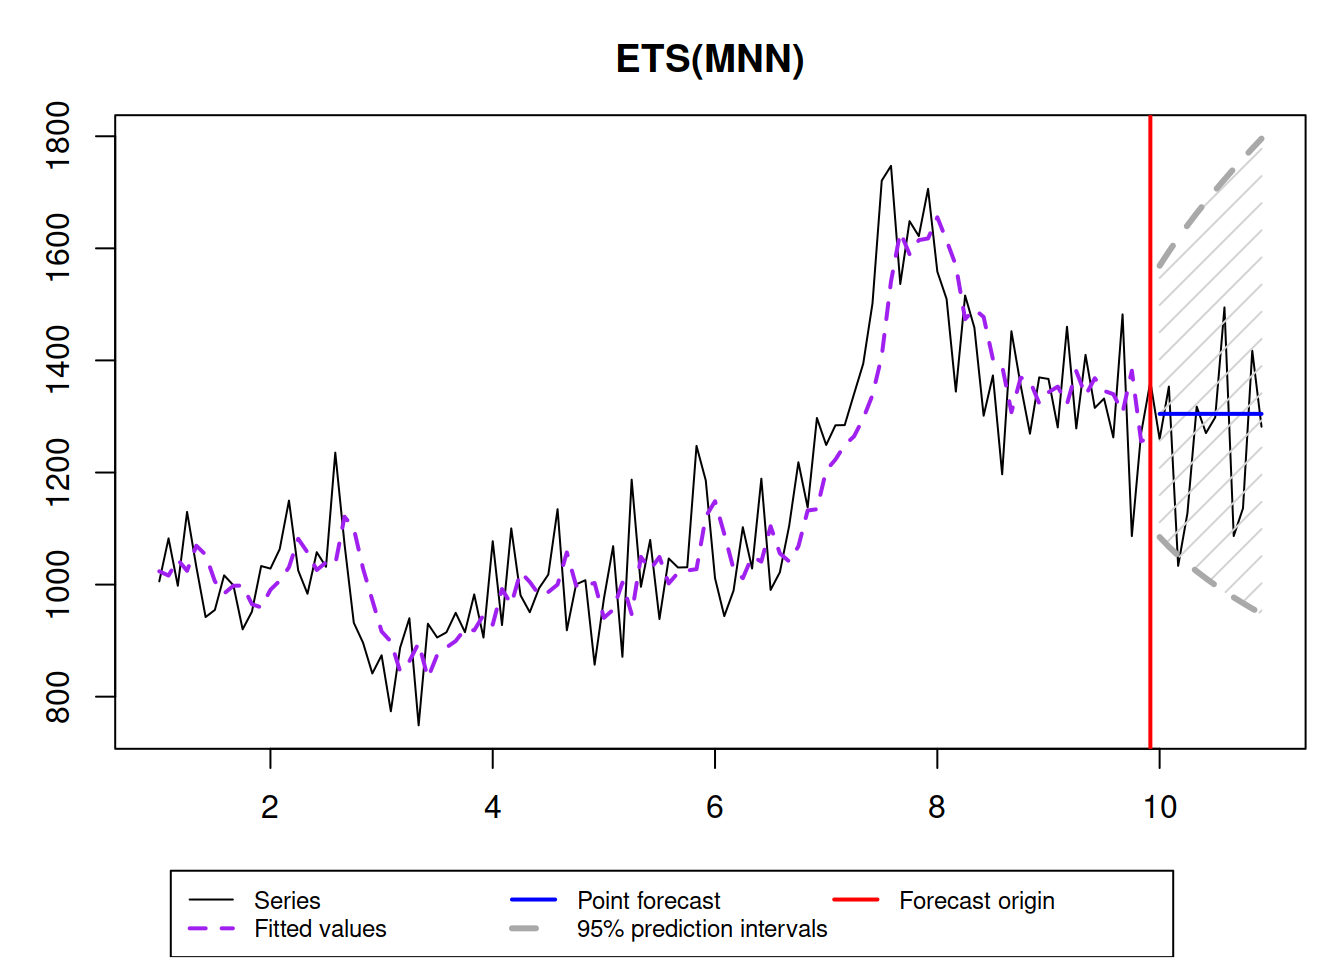 ETS(MNN)
1800
1600
1400
1200
1000
800
2 4 6 8 10
Series Point forecast Forecast origin
Fitted values 95% prediction intervals